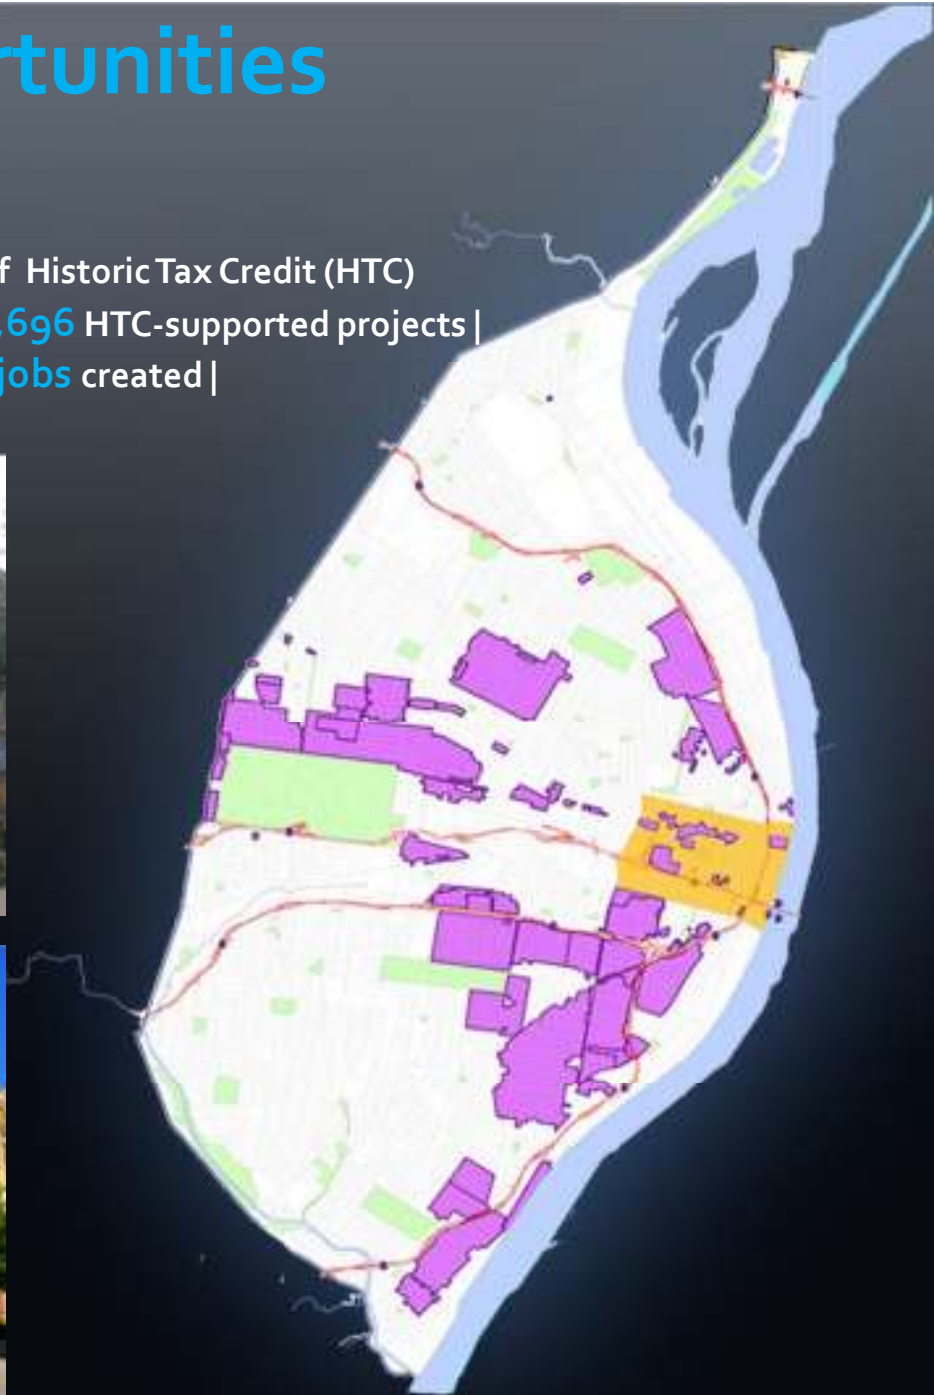 rtunities
f Historic Tax Credit (HTC)
,696 HTC-supported projects |
jobs created |